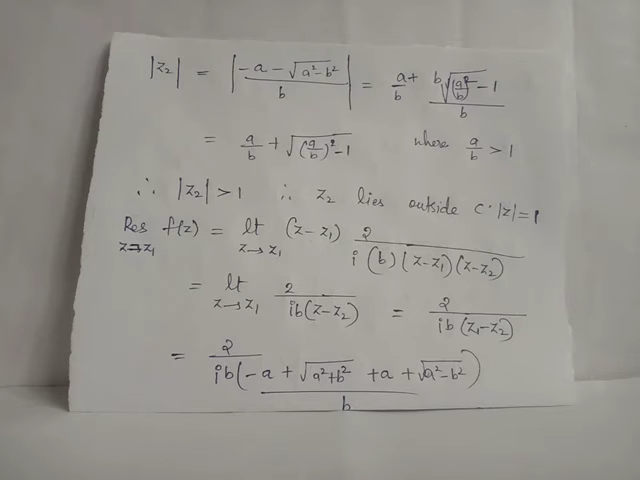 |z₂| = |(-a - √(a²-b²))/b| = a/b + (b√((a/b)²-1))/b
= a/b + √((a/b)²-1) where a/b > 1
∴ |z₂| > 1 ∴ z₂ lies outside C: |z|=1
Res z→z₁ f(z) = lt z→z₁ (z-z₁) 2/(i(b)(z-z₁)(z-z₂))
= lt z→z₁ 2/(ib(z-z₂)) = 2/(ib(z₁-z₂))
= 2/(ib(-a+√(a²+b²)+a+√(a²-b²))/b)